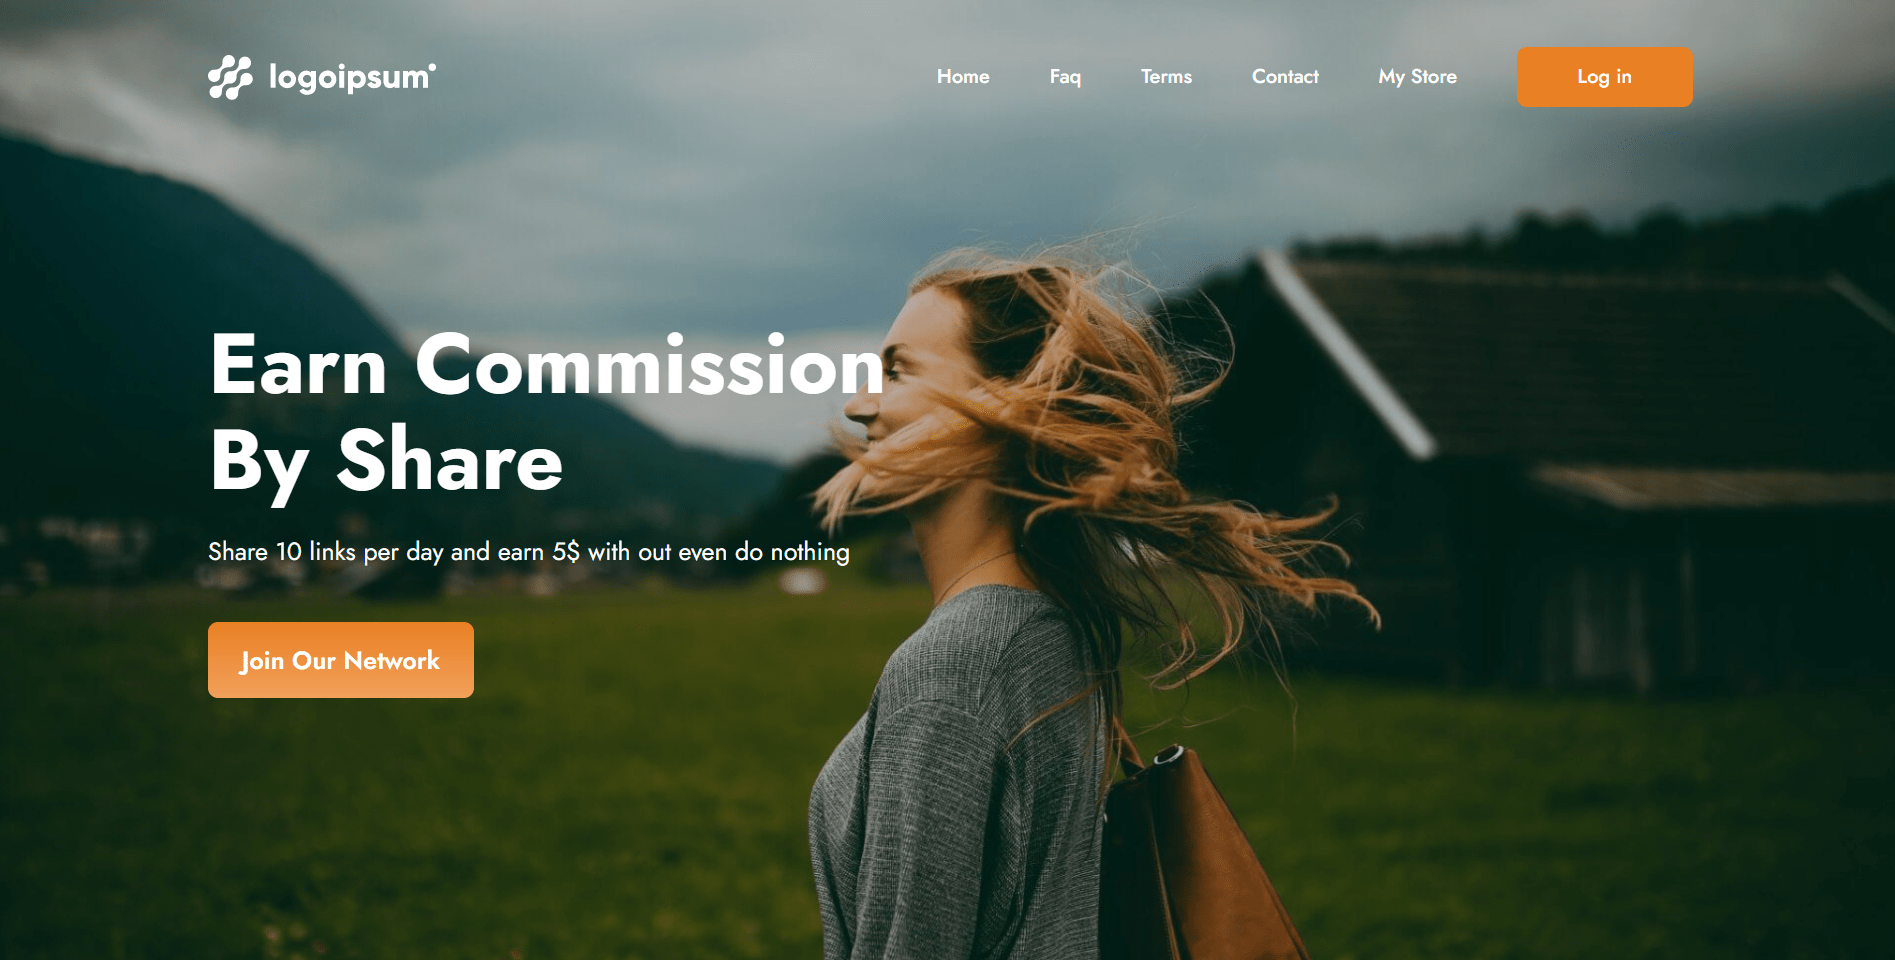 logoipsum
Home Faq Terms Contact My Store Log in
Earn Commission
By Share
Share 10 links per day and earn 5$ with out even do nothing
Join Our Network